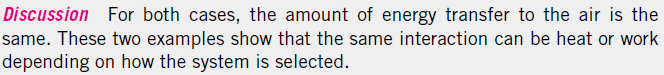 Discussion For both cases, the amount of energy transfer to the air is the
same. These two examples show that the same interaction can be heat or work
depending on how the system is selected.